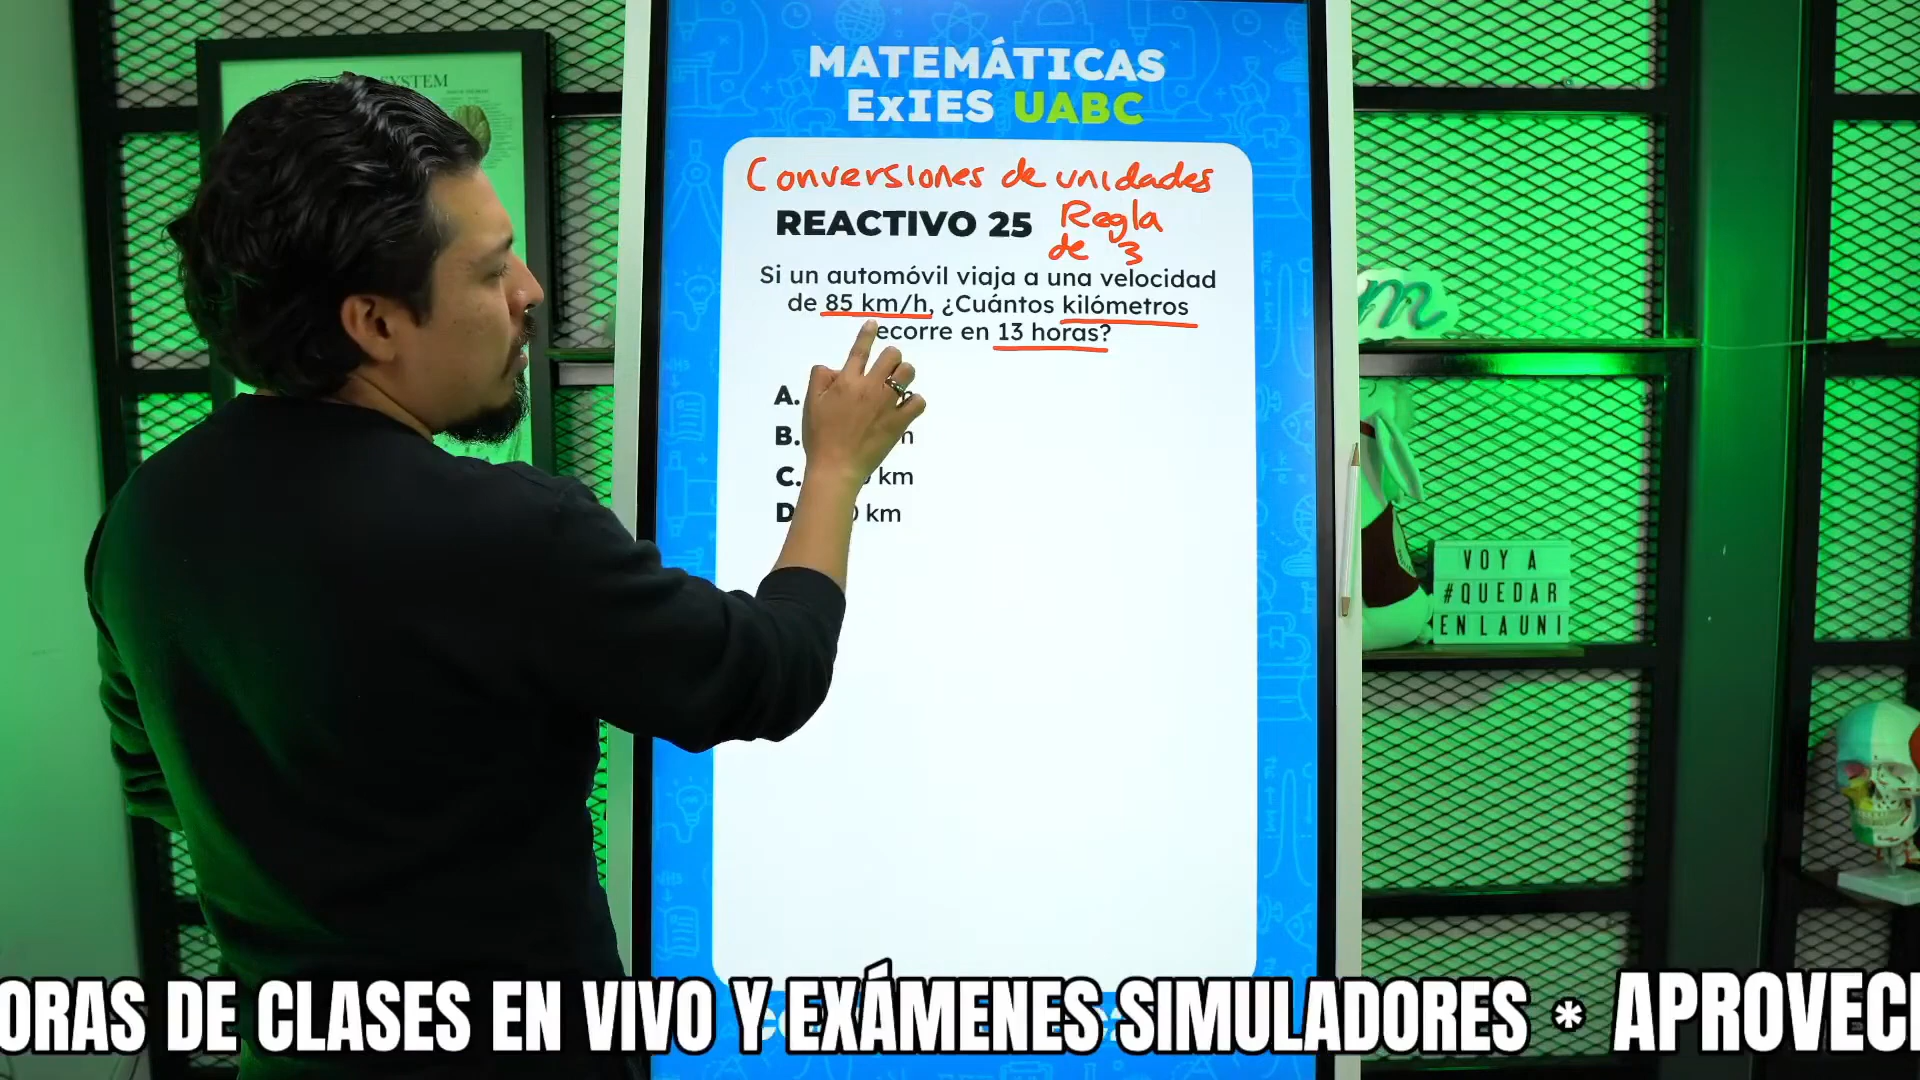 SYSTEM
MATEMÁTICAS
ExIES UABC
Conversiones de unidades
REACTIVO 25 Regla
de 3
Si un automóvil viaja a una velocidad
de 85 km/h, ¿Cuántos kilómetros
ecorre en 13 horas?
A.
B.
C. km
D km
m
VOY A
#QUEDAR
EN LA UNI
ORAS DE CLASES EN VIVO Y EXÁMENES SIMULADORES * APROVECH